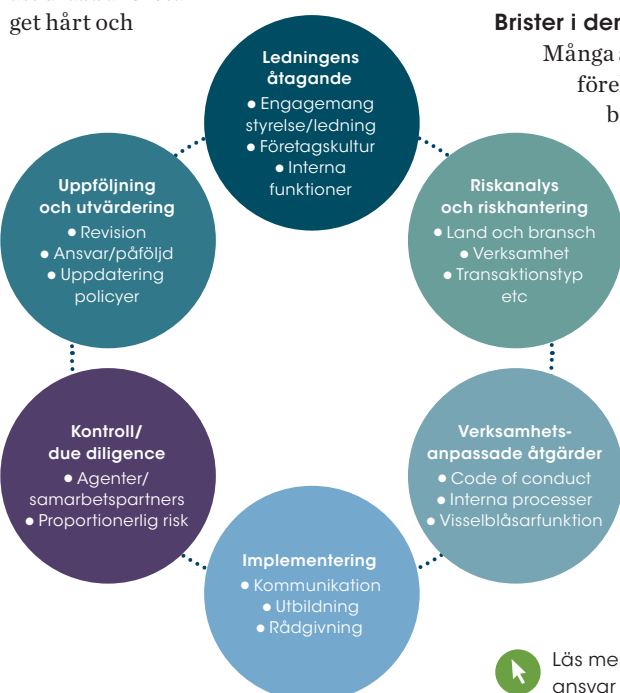 get hårt och
Brister i der
Många a
före
b
Ledningens
åtagande
● Engagemang
styrelse/ledning
● Företagskultur
● Interna
funktioner
Riskanalys
och riskhantering
● Land och bransch
● Verksamhet
● Transaktionstyp
etc
Verksamhets-
anpassade åtgärder
● Code of conduct
● Interna processer
● Visselblåsarfunktion
Implementering
● Kommunikation
● Utbildning
● Rådgivning
Kontroll/
due diligence
● Agenter/
samarbetspartners
● Proportionerlig risk
Uppföljning
och utvärdering
● Revision
● Ansvar/påföljd
● Uppdatering
policyer
Läs me
ansvar